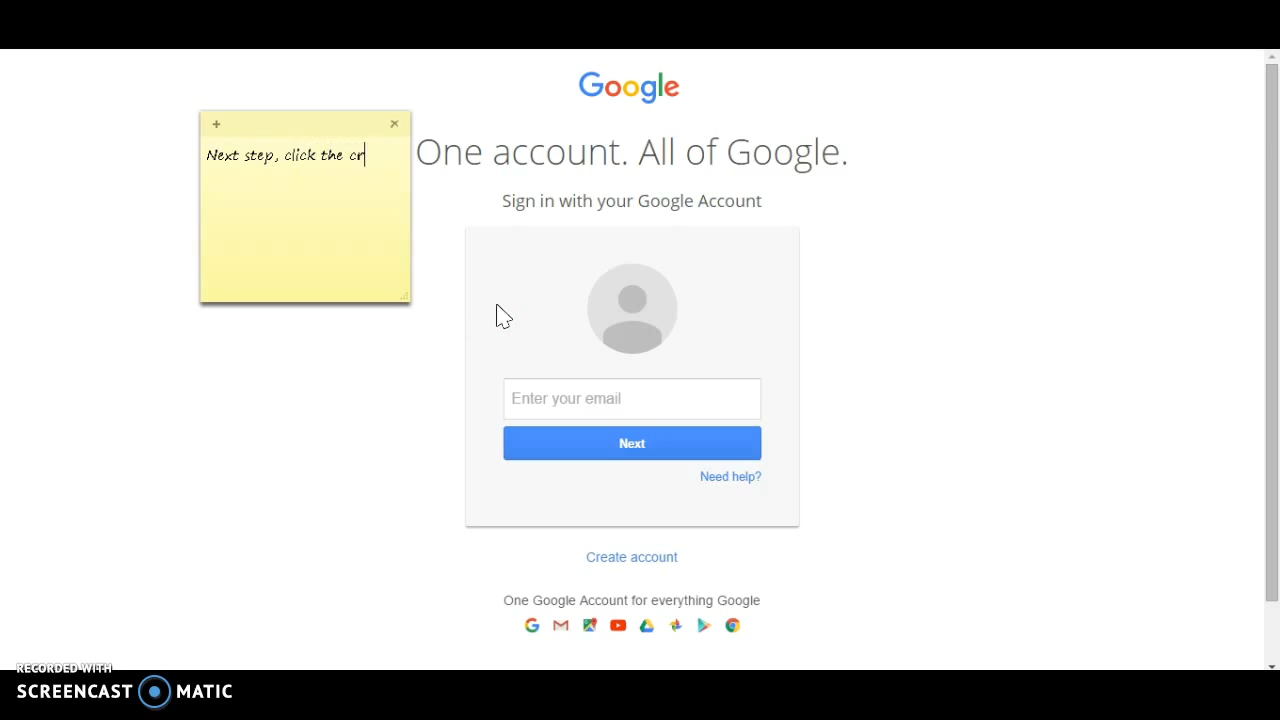 Google
+ ×
Next step, click the cr
One account. All of Google.
Sign in with your Google Account
Enter your email
Next
Need help?
Create account
One Google Account for everything Google
RECORDED WITH
SCREENCAST MATIC